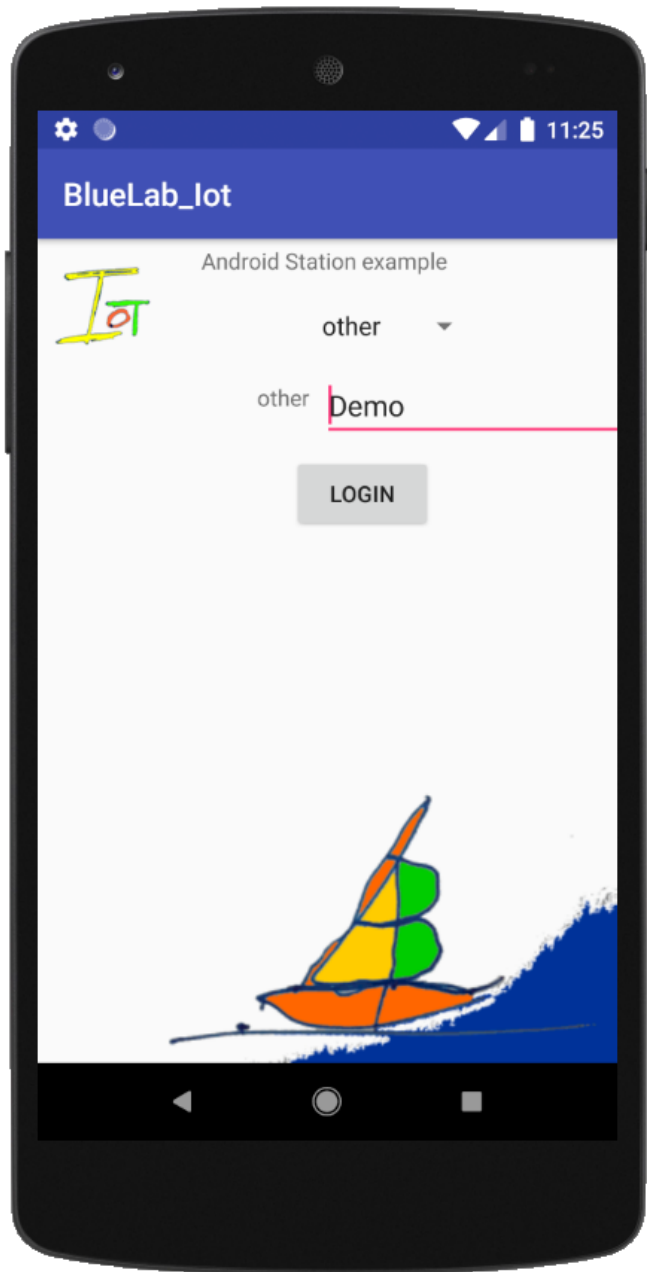 11:25
BlueLab_Iot
Android Station example
IoT
other
other Demo
LOGIN